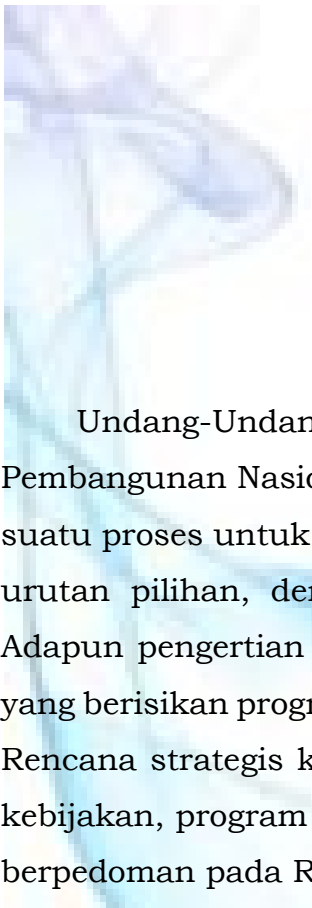 Undang-Undan
Pembangunan Nasio
suatu proses untuk
urutan pilihan, den
Adapun pengertian
yang berisikan progr
Rencana strategis k
kebijakan, program
berpedoman pada R